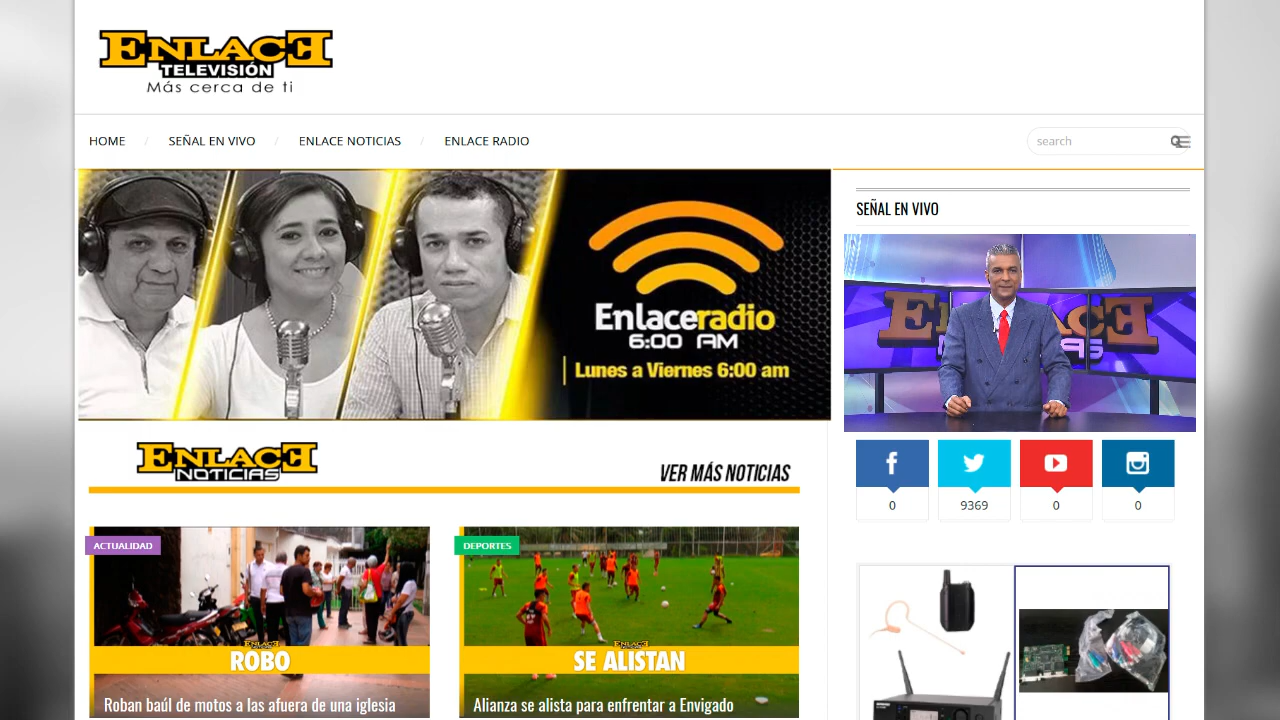 ENLACE
TELEVISIÓN
Más cerca de ti
HOME / SEÑAL EN VIVO / ENLACE NOTICIAS / ENLACE RADIO
search
Enlaceradio
6:00 AM
Lunes a Viernes 6:00 am
SEÑAL EN VIVO
ENLACE
NOTICIAS
VER MÁS NOTICIAS
0
9369
0
0
ACTUALIDAD
ROBO
Roban baúl de motos a las afuera de una iglesia
DEPORTES
ENLACE
SE ALISTAN
Alianza se alista para enfrentar a Envigado